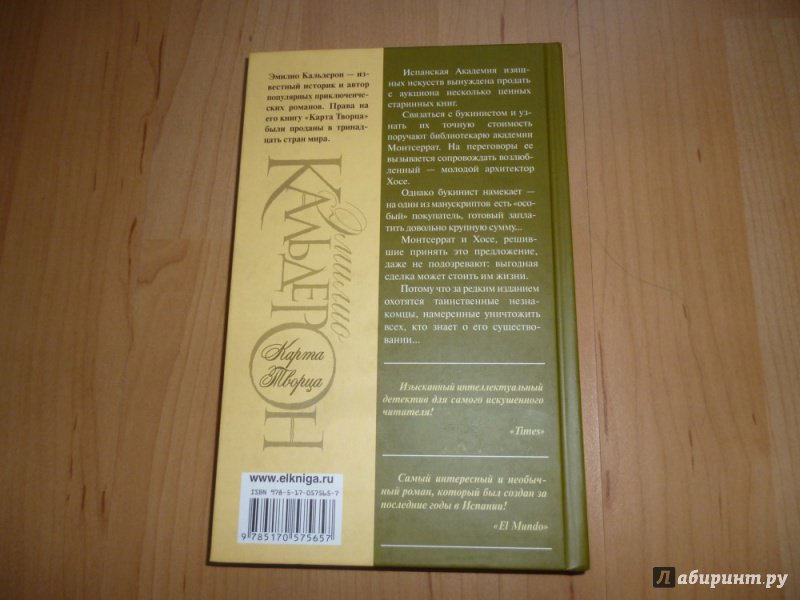 Эмилио Кальдерон — из-
вестный историк и автор
популярных приключенче-
ских романов. Права на
его книгу «Карта Творца»
были проданы в тринад-
цать стран мира.
Эмилио
КАЛЬДЕРОН
Карта
Творца
www.elkniga.ru
ISBN 978-5-17-057565-7
9 785170 575657
Испанская Академия изящ-
ных искусств вынуждена продать
с аукциона несколько ценных
старинных книг.
Связаться с букинистом и уз-
нать их точную стоимость
поручают библиотекарю академии
Монтсеррат. На переговоры ее
вызывается сопровождать возлюб-
ленный — молодой архитектор
Хосе.
Однако букинист намекает —
на один из манускриптов есть «осо-
бый» покупатель, готовый запла-
тить довольно крупную сумму...
Монтсеррат и Хосе, решив-
шие принять это предложение,
даже не подозревают: выгодная
сделка может стоить им жизни.
Потому что за редким изданием
охотятся таинственные незна-
комцы, намеренные уничтожить
всех, кто знает о его существо-
вании...
Изысканный интеллектуальный
детектив для самого искушенного
читателя!
«Times»
Самый интересный и необыч-
ный роман, который был создан за
последние годы в Испании!
«El Mundo»
Лабиринт.ру